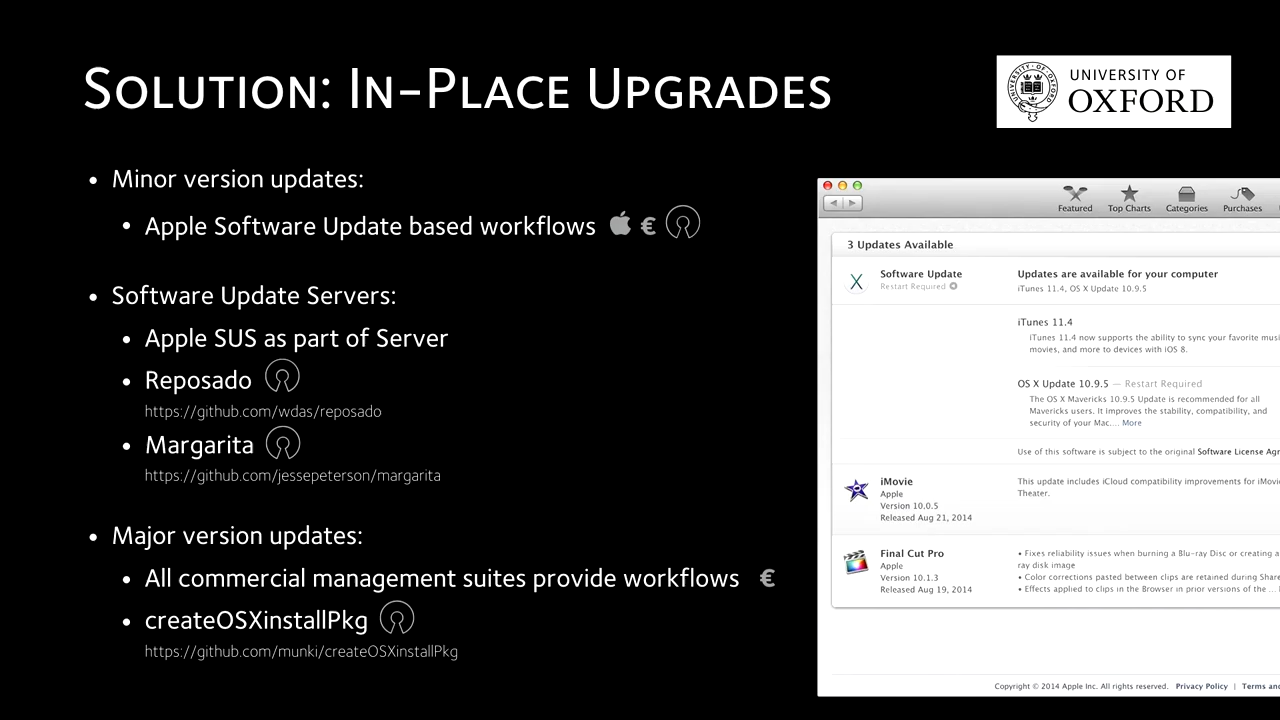 Solution: In-Place Upgrades
UNIVERSITY OF
OXFORD
• Minor version updates:
• Apple Software Update based workflows €
• Software Update Servers:
• Apple SUS as part of Server
• Reposado
https://github.com/wdas/reposado
• Margarita
https://github.com/jessepeterson/margarita
• Major version updates:
• All commercial management suites provide workflows €
• createOSXinstallPkg
https://github.com/munki/createOSXinstallPkg
Featured Top Charts Categories Purchases
3 Updates Available
Software Update
Restart Required
Updates are available for your computer
iTunes 11.4, OS X Update 10.9.5
iTunes 11.4
iTunes 11.4 now supports the ability to sync your favorite musi
movies, and more to devices with iOS 8.
OS X Update 10.9.5 — Restart Required
The OS X Mavericks 10.9.5 Update is recommended for all
Mavericks users. It improves the stability, compatibility, and
security of your Mac.... More
Use of this software is subject to the original Software License Agr
iMovie
Apple
Version 10.0.5
Released Aug 21, 2014
This update includes iCloud compatibility improvements for iMovi
Theater.
Final Cut Pro
Apple
Version 10.1.3
Released Aug 19, 2014
• Fixes reliability issues when burning a Blu-ray Disc or creating a
ray disk image
• Color corrections pasted between clips are retained during Share
• Effects applied to clips in the Browser in prior versions of the ...
Copyright © 2014 Apple Inc. All rights reserved. Privacy Policy | Terms and